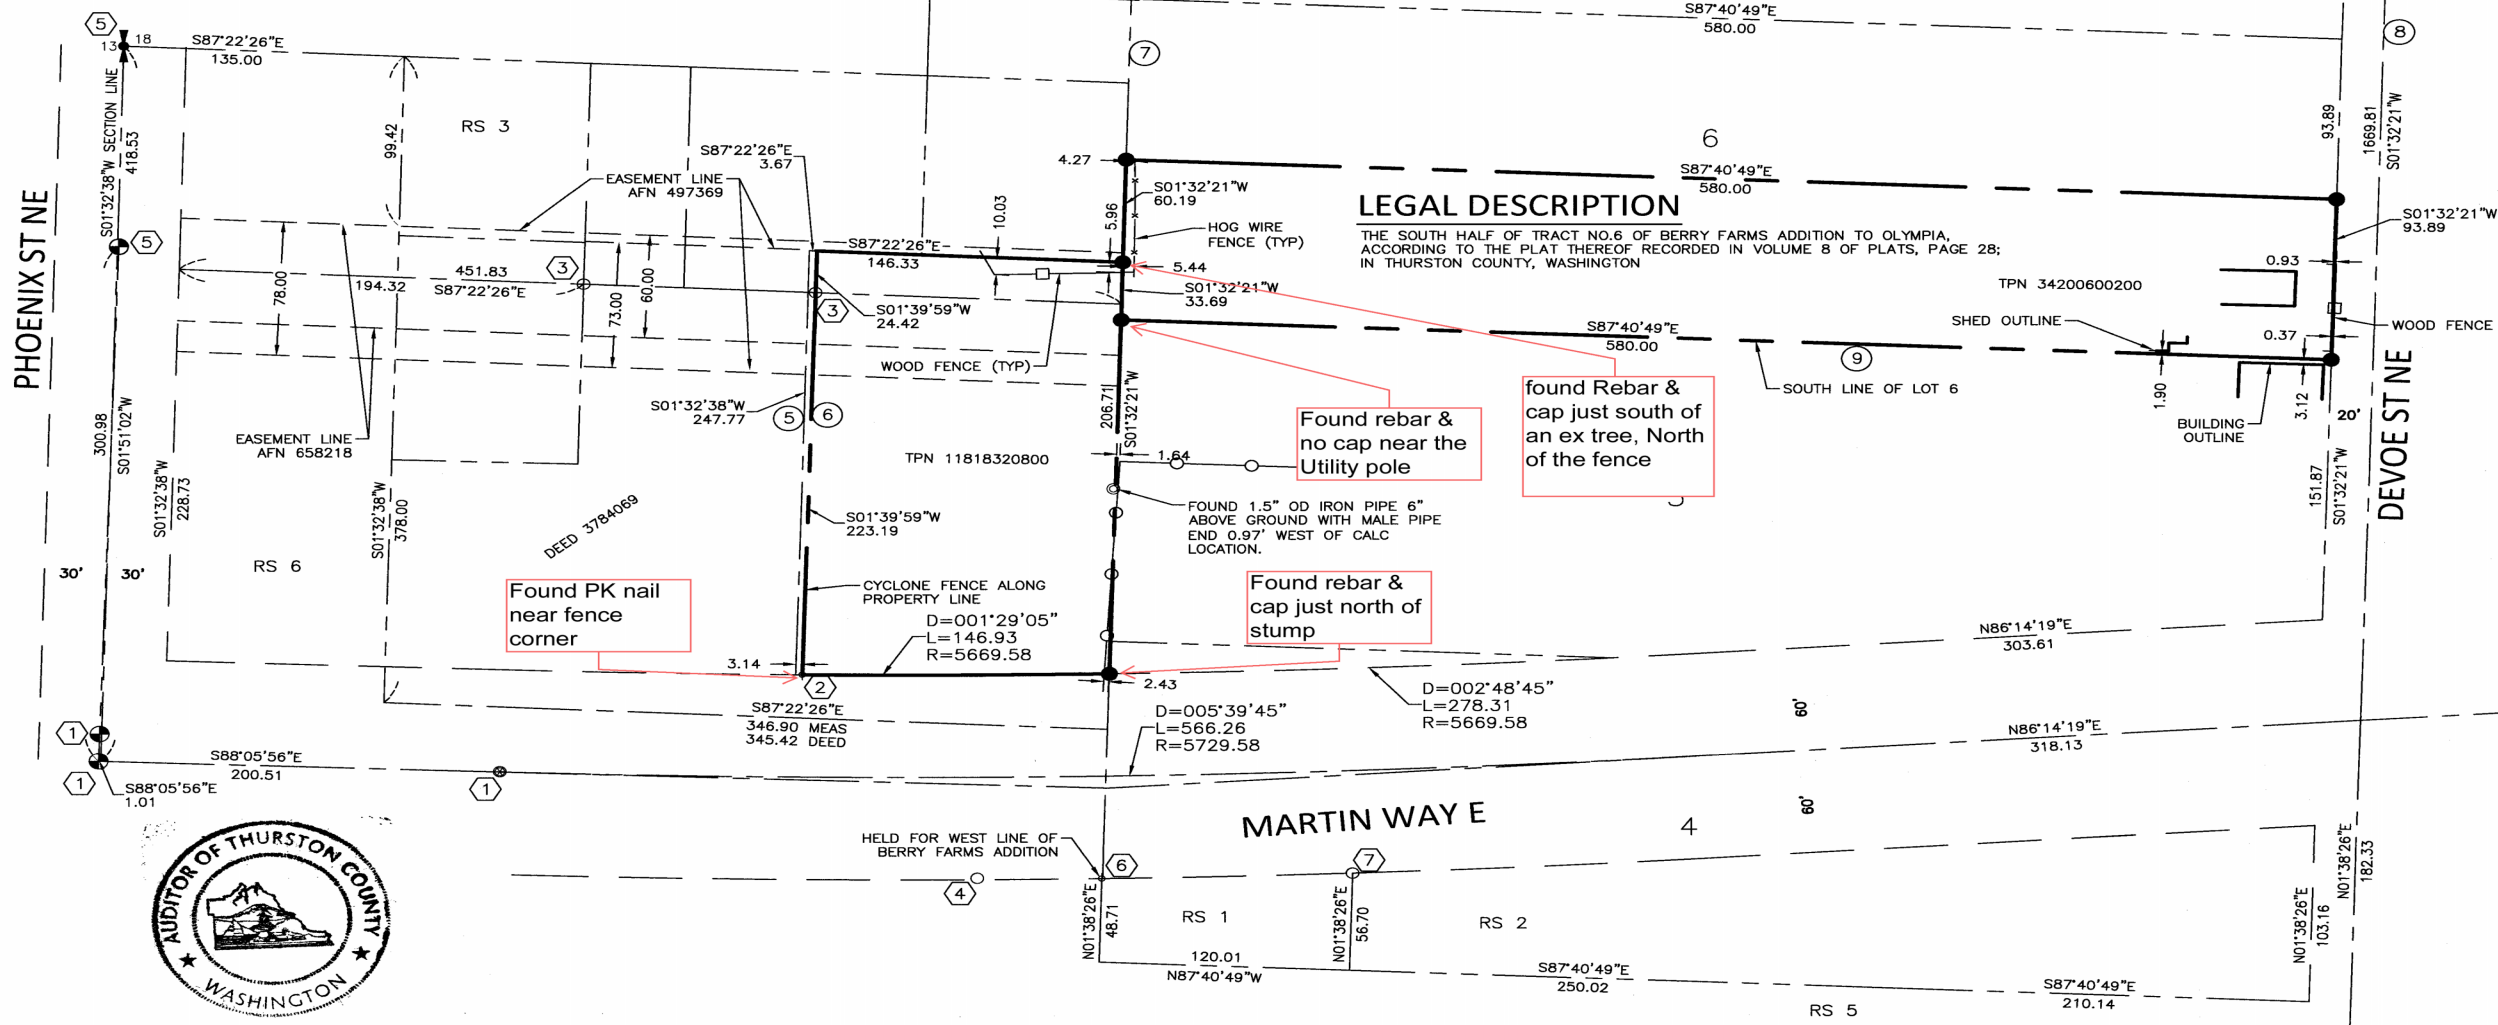 5
13
18
S87°22'26"E
135.00
S01°32'38"W SECTION LINE
418.53
5
PHOENIX ST NE
300.98
S01°51'02"W
30'
30'
S01°32'38"W
228.73
RS 3
99.42
EASEMENT LINE
AFN 497369
S87°22'26"E
3.67
78.00
451.83
S87°22'26"E
194.32
3
73.00
60.00
S87°22'26"E
146.33
10.03
3
S01°39'59"W
24.42
WOOD FENCE (TYP)
EASEMENT LINE
AFN 658218
S01°32'38"W
247.77
5
6
S01°32'38"W
378.00
RS 6
DEED 3784069
TPN 11818320800
S01°39'59"W
223.19
CYCLONE FENCE ALONG
PROPERTY LINE
D=001°29'05"
L=146.93
R=5669.58
Found PK nail
near fence
corner
3.14
2
S87°22'26"E
346.90 MEAS
345.42 DEED
1
1
S88°05'56"E
200.51
S88°05'56"E
1.01
1
7
4.27
5.96
S01°32'21"W
60.19
HOG WIRE
FENCE (TYP)
5.44
S01°32'21"W
33.69
206.71
S01°32'21"W
1.64
S87°40'49"E
580.00
8
6
S87°40'49"E
580.00
93.89
1669.81
S01°32'21"W
LEGAL DESCRIPTION
THE SOUTH HALF OF TRACT NO.6 OF BERRY FARMS ADDITION TO OLYMPIA,
ACCORDING TO THE PLAT THEREOF RECORDED IN VOLUME 8 OF PLATS, PAGE 28;
IN THURSTON COUNTY, WASHINGTON
TPN 34200600200
S01°32'21"W
93.89
0.93
SHED OUTLINE
0.37
WOOD FENCE
S87°40'49"E
580.00
9
SOUTH LINE OF LOT 6
1.90
3.12
BUILDING
OUTLINE
20'
DEVOE ST NE
151.87
S01°32'21"W
Found rebar &
no cap near the
Utility pole
found Rebar &
cap just south of
an ex tree, North
of the fence
FOUND 1.5" OD IRON PIPE 6"
ABOVE GROUND WITH MALE PIPE
END 0.97' WEST OF CALC
LOCATION.
Found rebar &
cap just north of
stump
2.43
D=005°39'45"
L=566.26
R=5729.58
D=002°48'45"
L=278.31
R=5669.58
N86°14'19"E
303.61
60'
N86°14'19"E
318.13
60'
MARTIN WAY E
4
HELD FOR WEST LINE OF
BERRY FARMS ADDITION
6
4
7
N01°38'26"E
48.71
RS 1
N01°38'26"E
56.70
RS 2
120.01
N87°40'49"W
S87°40'49"E
250.02
S87°40'49"E
210.14
RS 5
N01°38'26"E
103.16
N01°38'26"E
182.33
AUDITOR OF THURSTON COUNTY
WASHINGTON